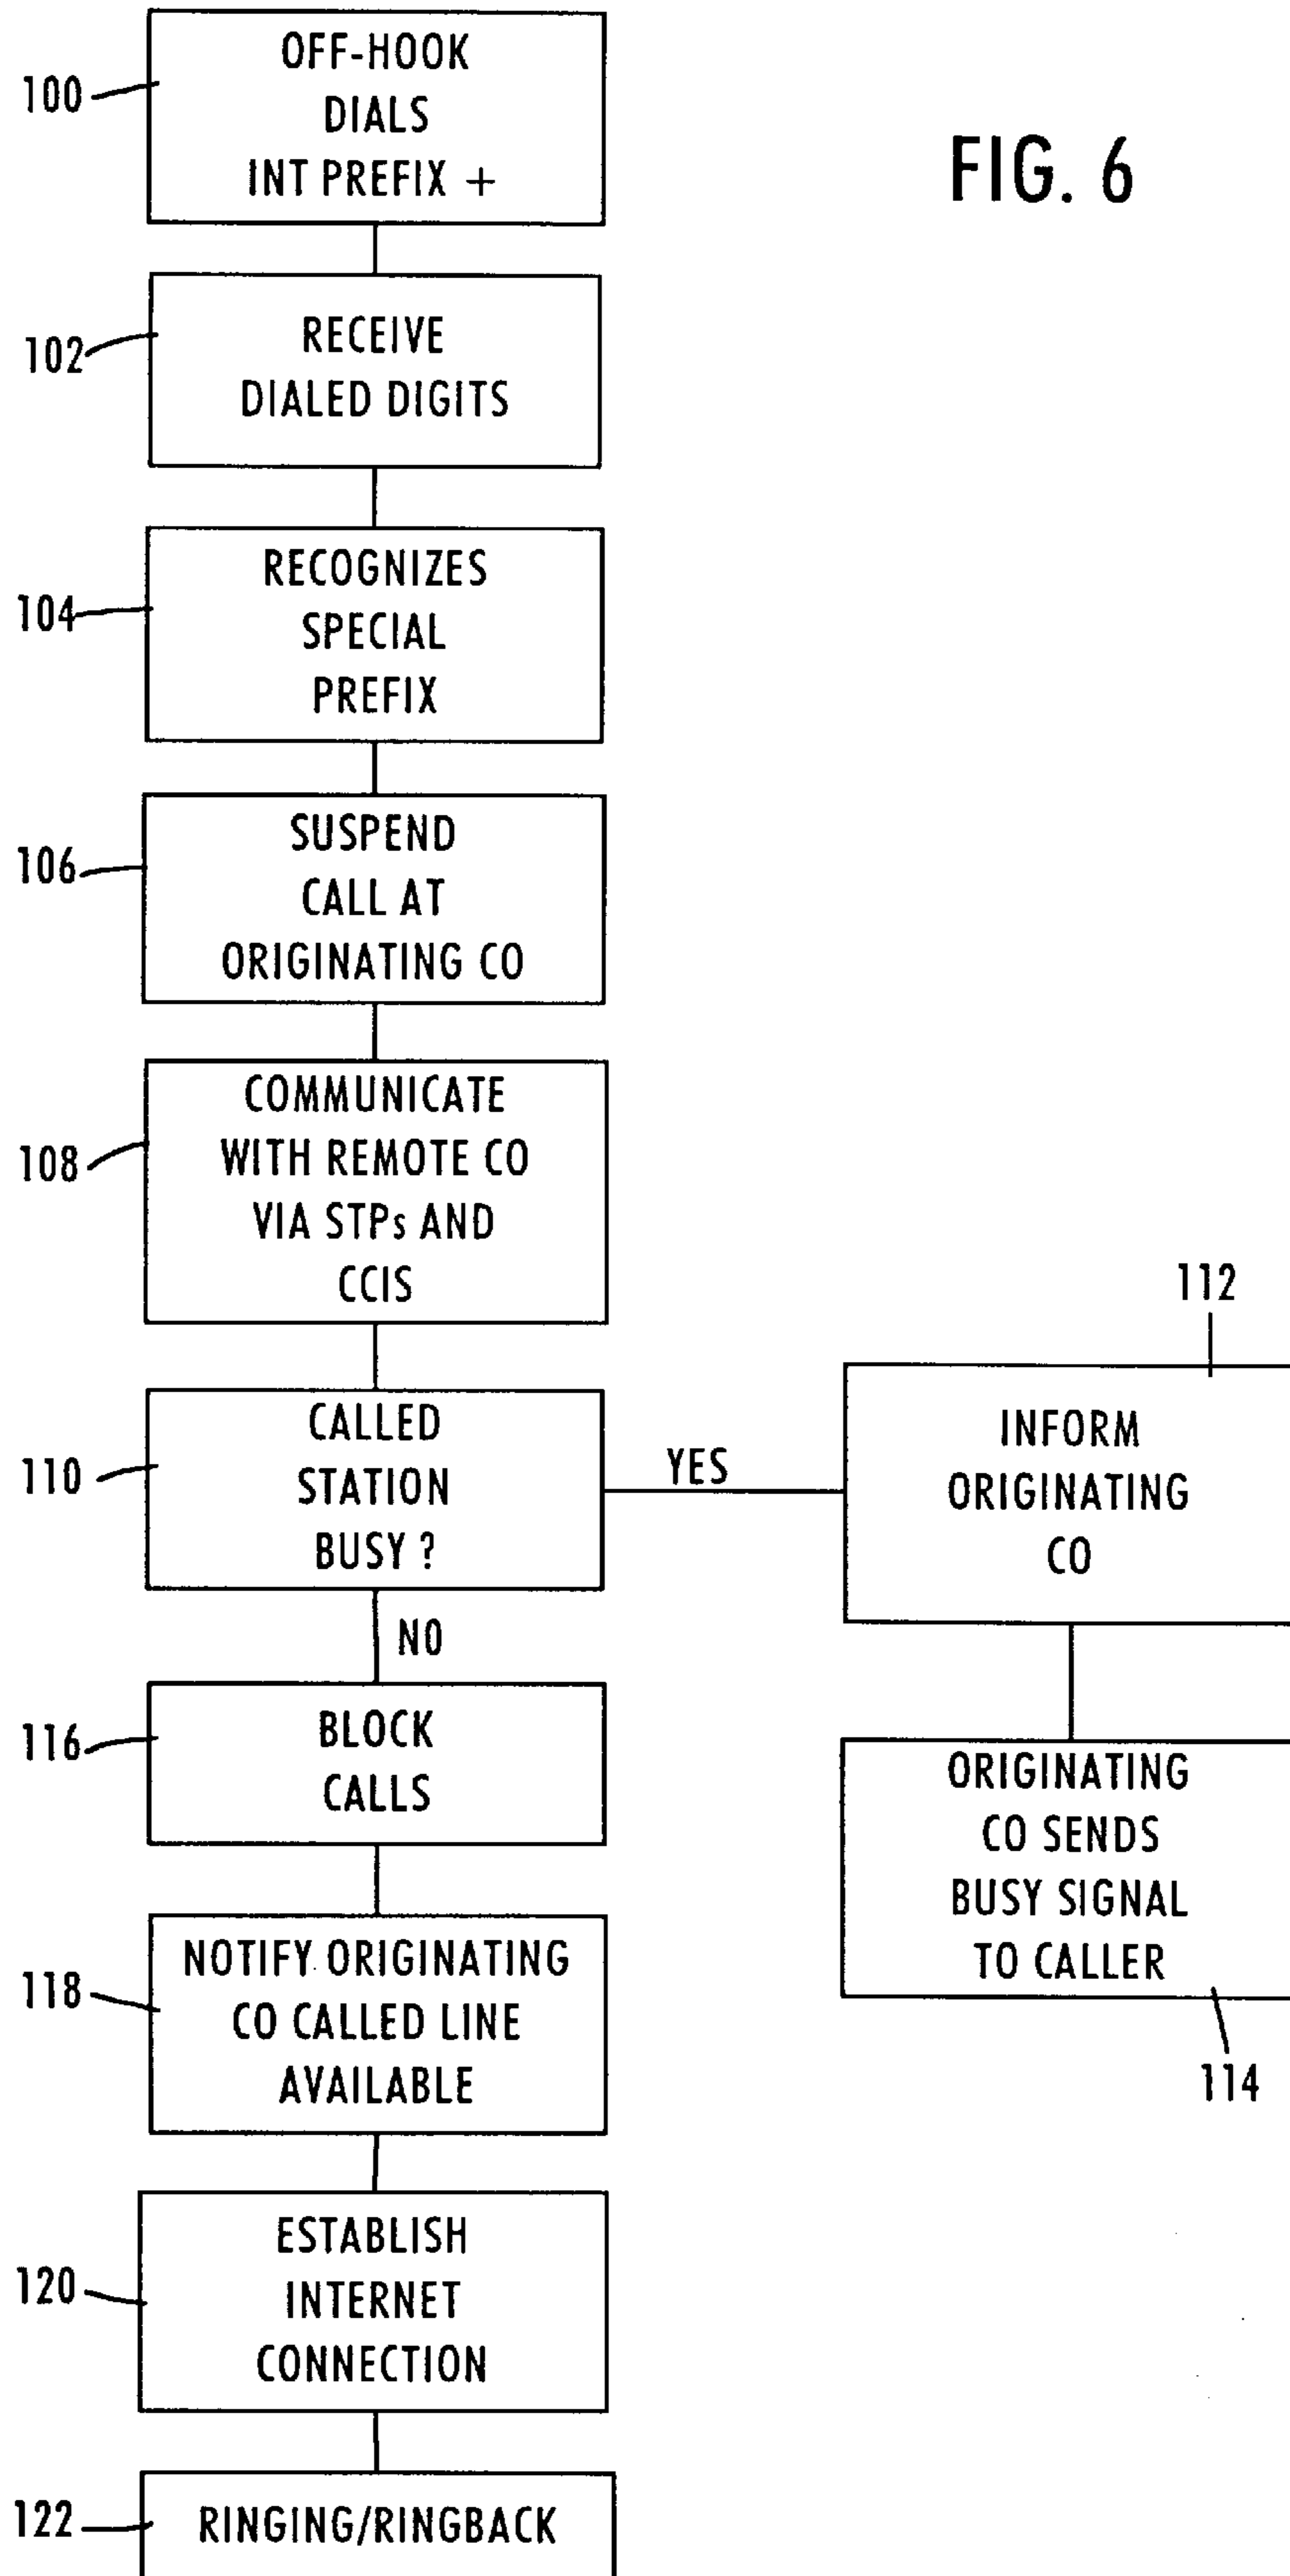 FIG. 6
100
OFF-HOOK
DIALS
INT PREFIX +
102
RECEIVE
DIALED DIGITS
104
RECOGNIZES
SPECIAL
PREFIX
106
SUSPEND
CALL AT
ORIGINATING CO
108
COMMUNICATE
WITH REMOTE CO
VIA STPs AND
CCIS
110
CALLED
STATION
BUSY ?
YES
112
INFORM
ORIGINATING
CO
ORIGINATING
CO SENDS
BUSY SIGNAL
TO CALLER
114
NO
116
BLOCK
CALLS
118
NOTIFY ORIGINATING
CO CALLED LINE
AVAILABLE
120
ESTABLISH
INTERNET
CONNECTION
122
RINGING/RINGBACK